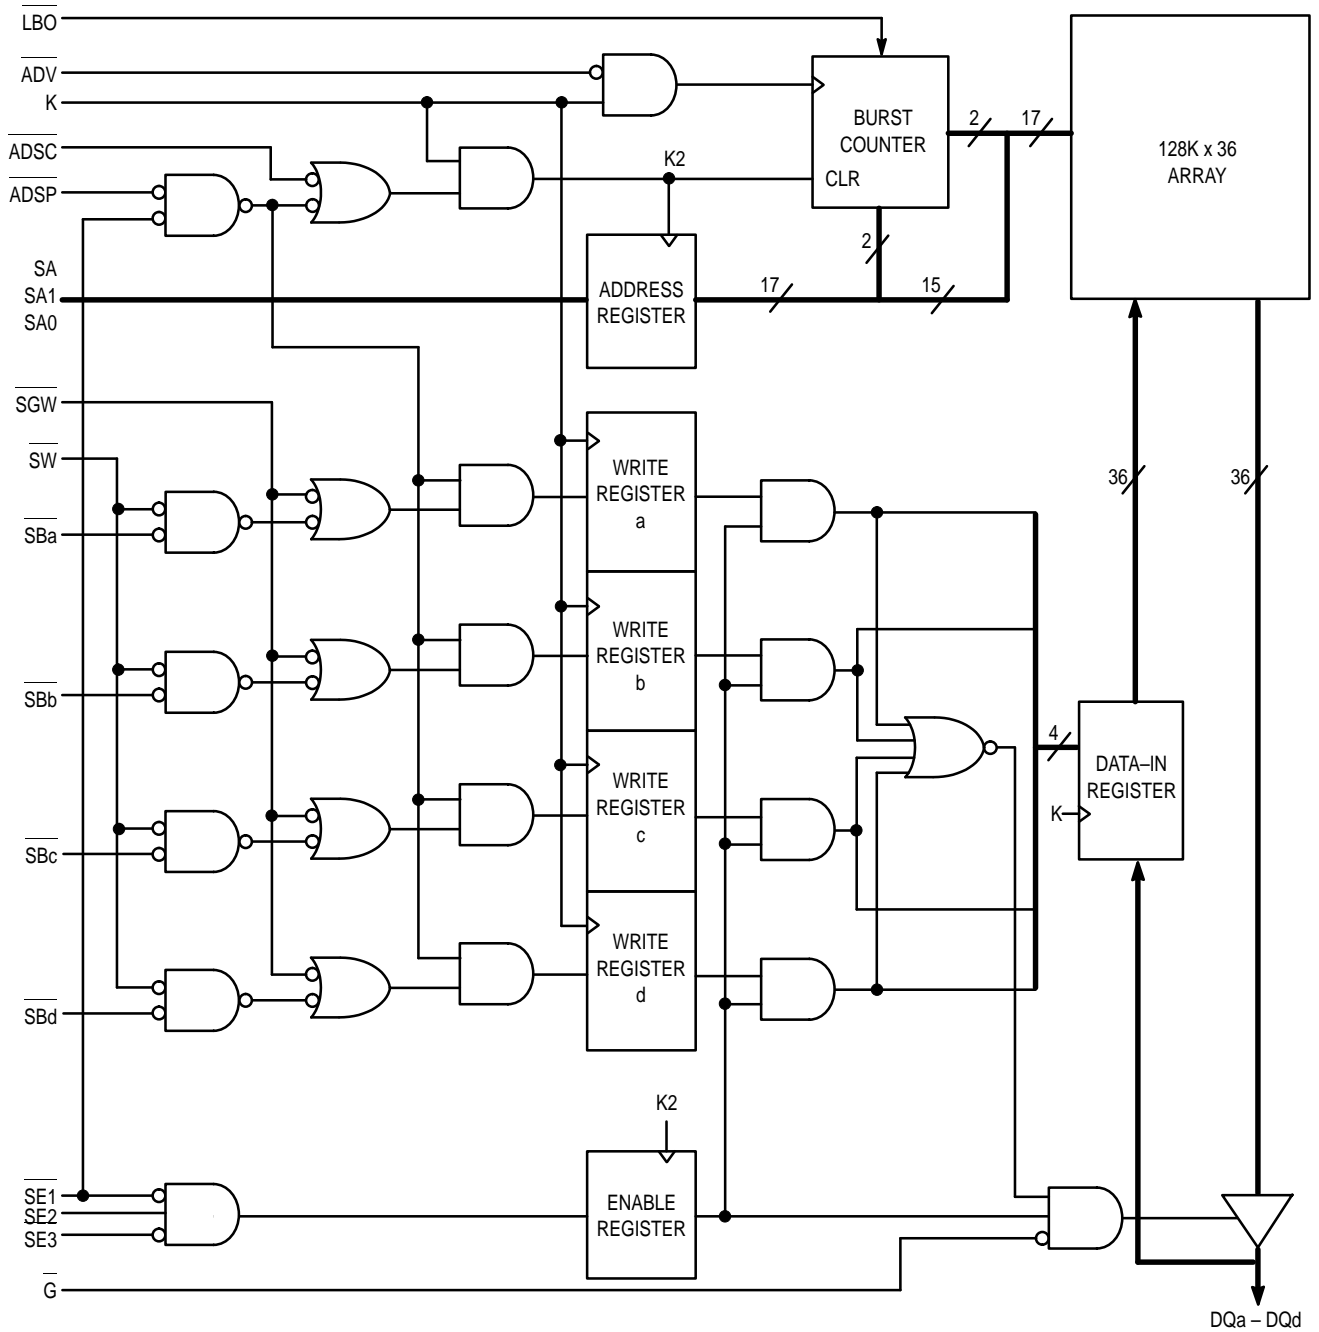 LBO
ADV
K
ADSC
ADSP
K2
BURST
COUNTER
CLR
2
17
128K x 36
ARRAY
2
SA
SA1
SA0
ADDRESS
REGISTER
17
15
SGW
SW
SBa
WRITE
REGISTER
a
36
36
SBb
WRITE
REGISTER
b
SBc
WRITE
REGISTER
c
4
DATA–IN
REGISTER
K
SBd
WRITE
REGISTER
d
K2
SE1
SE2
SE3
ENABLE
REGISTER
G
DQa – DQd